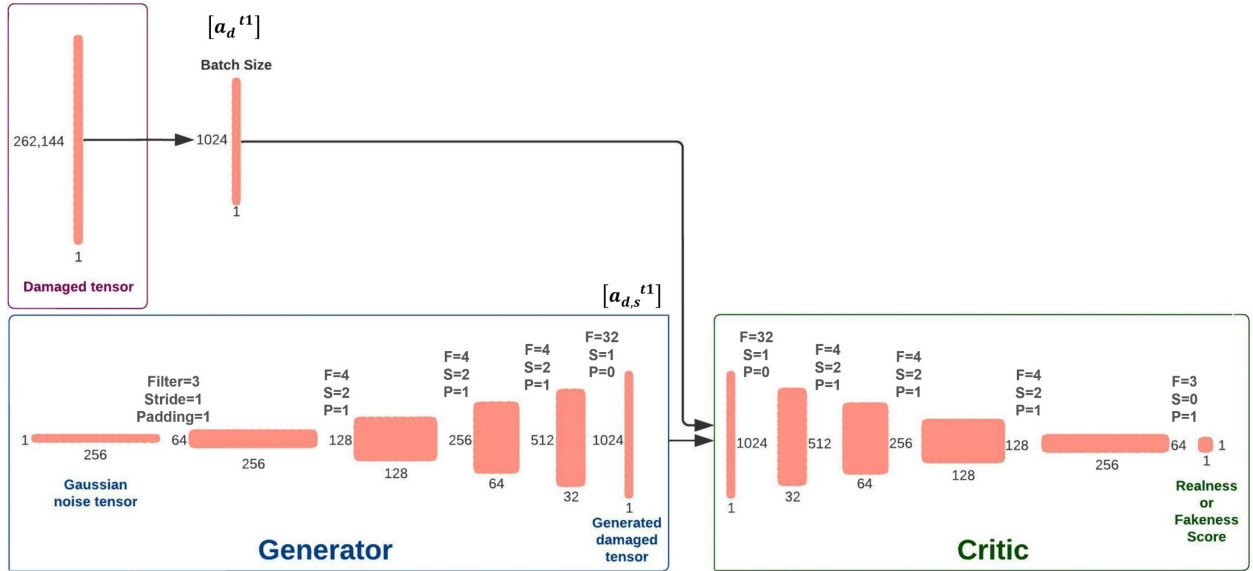 [a_d^{t1}]
Batch Size
262,144
1024
1
1
Damaged tensor
[a_{d,s}^{t1}]
Filter=3
Stride=1
Padding=1
F=4
S=2
P=1
F=4
S=2
P=1
F=4
S=2
P=1
F=32
S=1
P=0
1
256
64
256
128
128
256
64
512
32
1024
1
Gaussian
noise tensor
Generated
damaged
tensor
Generator
F=32
S=1
P=0
F=4
S=2
P=1
F=4
S=2
P=1
F=4
S=2
P=1
F=3
S=0
P=1
1
1024
32
512
64
256
128
128
256
64
1
1
Realness
or
Fakeness
Score
Critic